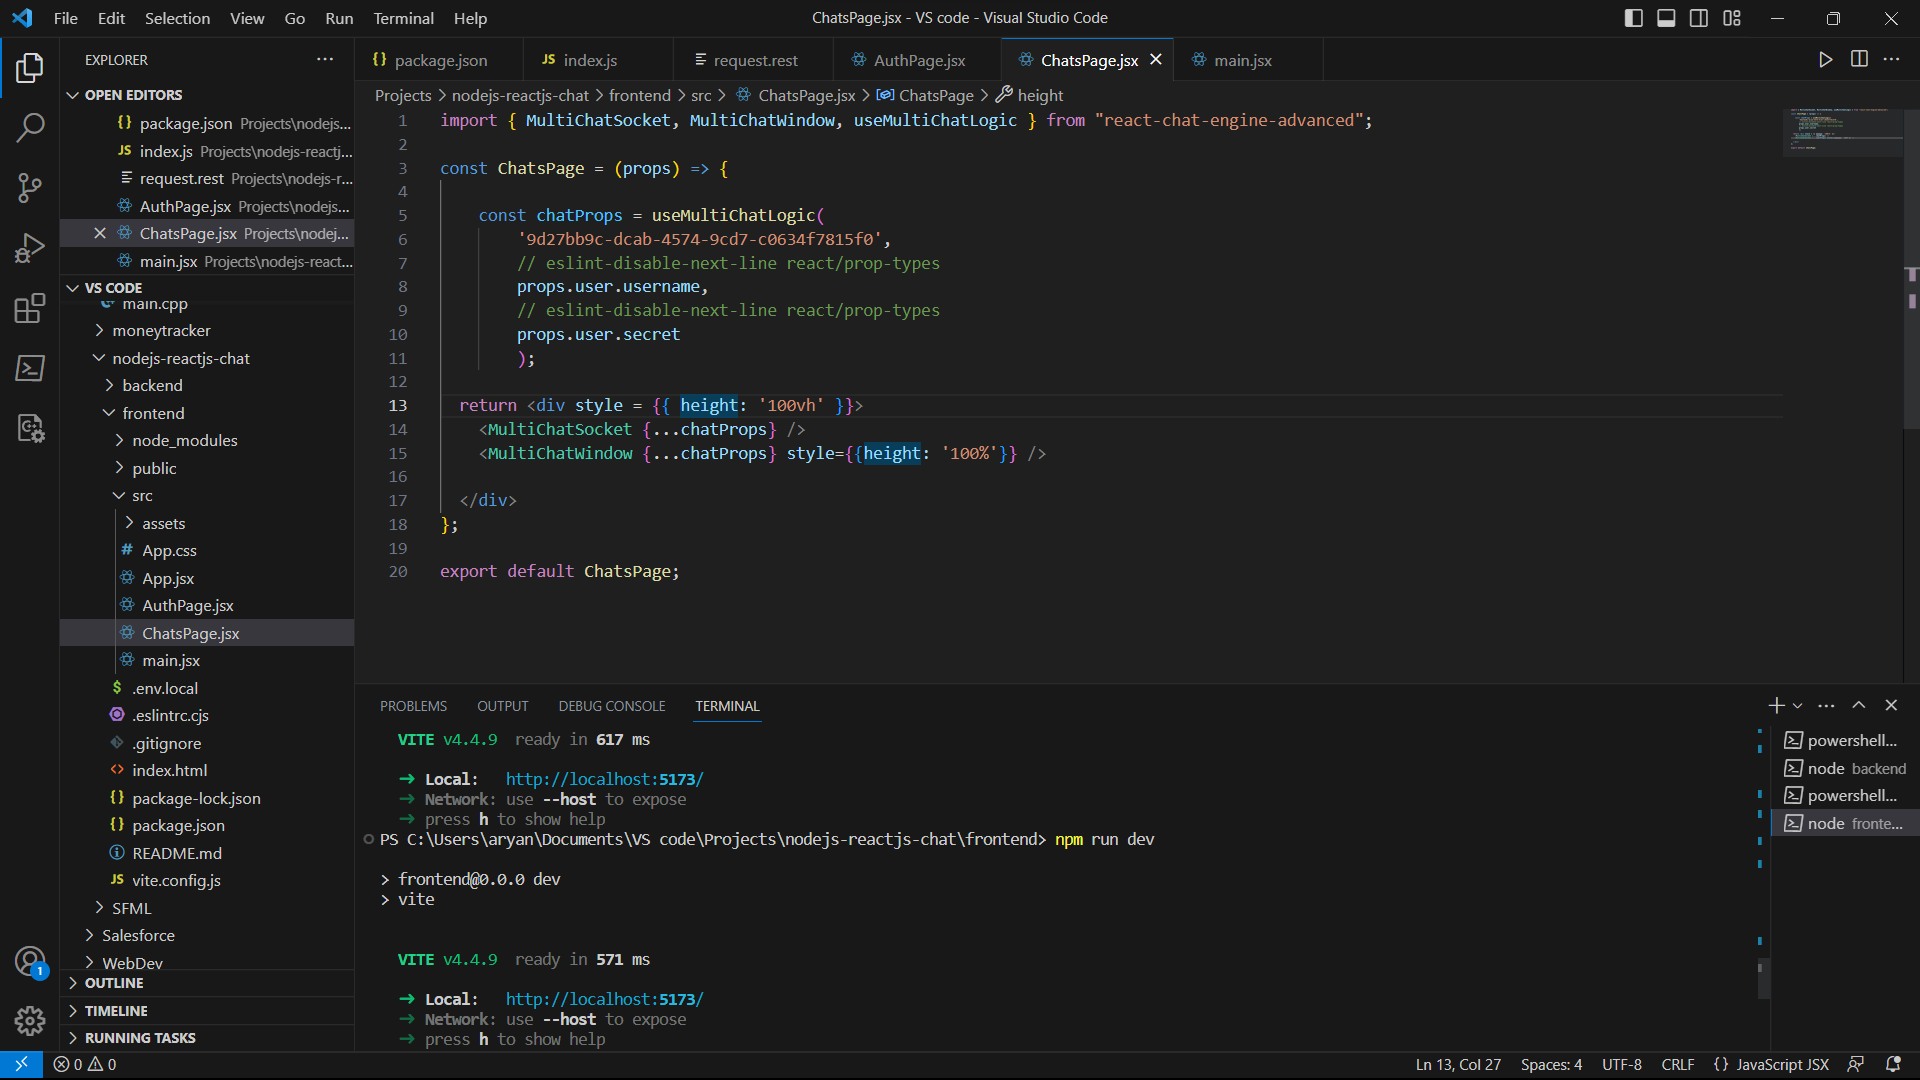 File Edit Selection View Go Run Terminal Help
ChatsPage.jsx - VS code - Visual Studio Code
EXPLORER
OPEN EDITORS
{} package.json Projects\nodejs...
JS index.js Projects\nodejs-reactj...
request.rest Projects\nodejs-r...
AuthPage.jsx Projects\nodejs...
ChatsPage.jsx Projects\nodej...
main.jsx Projects\nodejs-react...
VS CODE
main.cpp
moneytracker
nodejs-reactjs-chat
backend
frontend
node_modules
public
src
assets
# App.css
App.jsx
AuthPage.jsx
ChatsPage.jsx
main.jsx
$ .env.local
.eslintrc.cjs
.gitignore
<> index.html
{} package-lock.json
{} package.json
README.md
JS vite.config.js
SFML
Salesforce
WebDev
OUTLINE
TIMELINE
RUNNING TASKS
1
{} package.json JS index.js request.rest AuthPage.jsx ChatsPage.jsx main.jsx
Projects > nodejs-reactjs-chat > frontend > src > ChatsPage.jsx > ChatsPage > height
1 import { MultiChatSocket, MultiChatWindow, useMultiChatLogic } from "react-chat-engine-advanced";
2
3 const ChatsPage = (props) => {
4
5 const chatProps = useMultiChatLogic(
6 '9d27bb9c-dcab-4574-9cd7-c0634f7815f0',
7 // eslint-disable-next-line react/prop-types
8 props.user.username,
9 // eslint-disable-next-line react/prop-types
10 props.user.secret
11 );
12
13 return <div style = {{ height: '100vh' }}>
14 <MultiChatSocket {...chatProps} />
15 <MultiChatWindow {...chatProps} style={{height: '100%'}} />
16
17 </div>
18 };
19
20 export default ChatsPage;
PROBLEMS OUTPUT DEBUG CONSOLE TERMINAL
VITE v4.4.9 ready in 617 ms
➜ Local: http://localhost:5173/
➜ Network: use --host to expose
➜ press h to show help
PS C:\Users\aryan\Documents\VS code\Projects\nodejs-reactjs-chat\frontend> npm run dev
> frontend@0.0.0 dev
> vite
VITE v4.4.9 ready in 571 ms
➜ Local: http://localhost:5173/
➜ Network: use --host to expose
➜ press h to show help
powershell...
node backend
powershell...
node fronte...
0 0
Ln 13, Col 27 Spaces: 4 UTF-8 CRLF {} JavaScript JSX